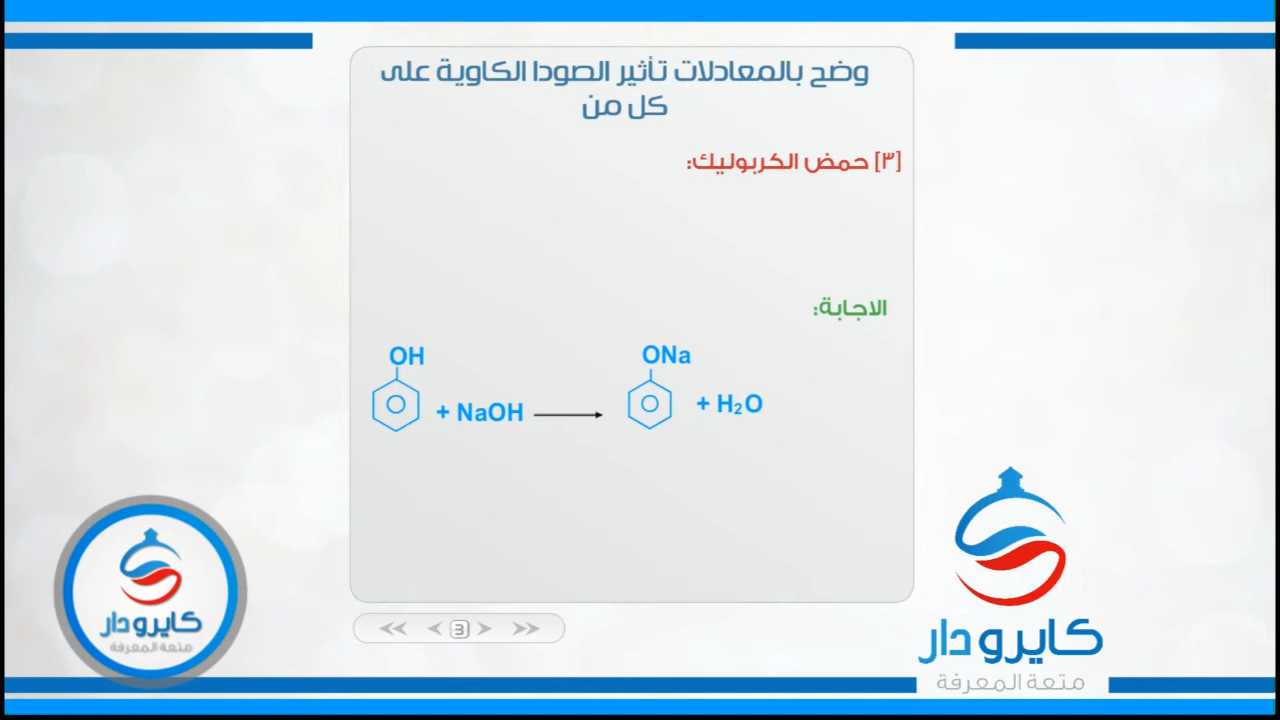 وضح بالمعادلات تأثير الصودا الكاوية على
كل من
[٣] حمض الكربوليك:
الاجابة:
OH
ONa
+ NaOH
+ H₂O
3
كايرو دار
متعة المعرفة
كايرو دار
متعة المعرفة